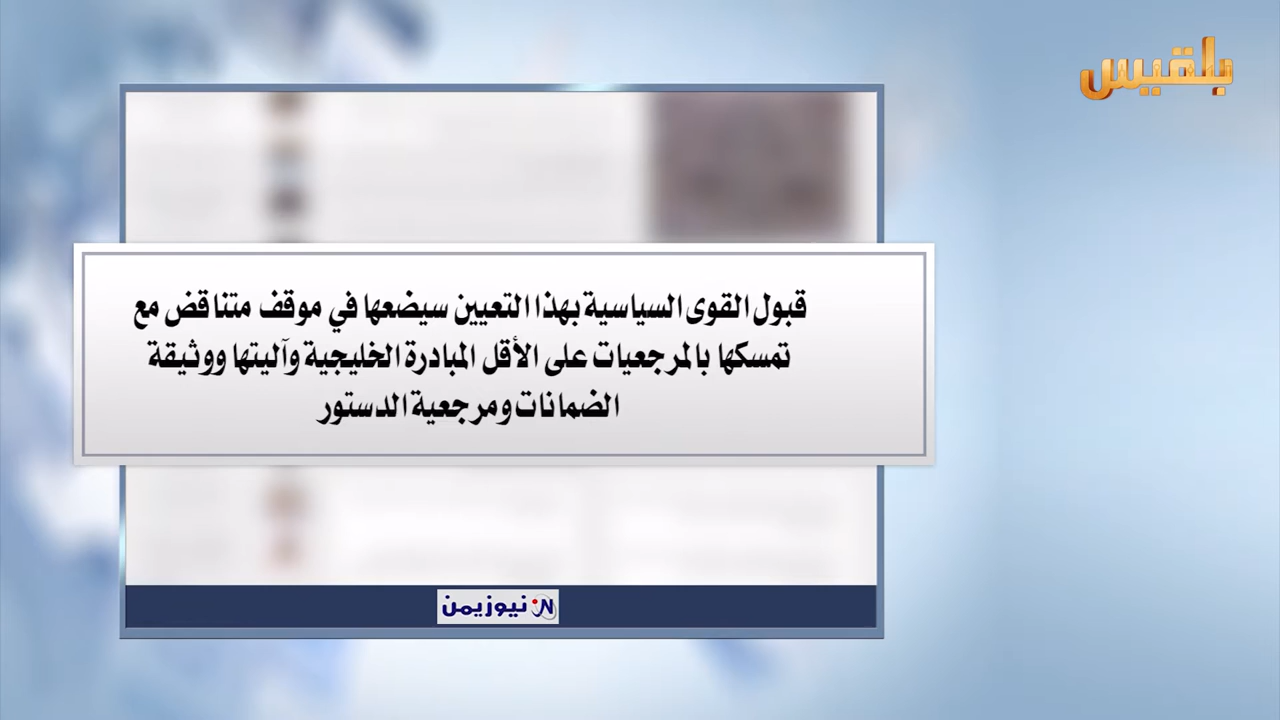 بلقيس
قبول القوى السياسية بهذا التعيين سيضعها في موقف متناقض مع
تمسكها بالمرجعيات على الأقل المبادرة الخليجية وآليتها ووثيقة
الضمانات ومرجعية الدستور
نيوزيمن